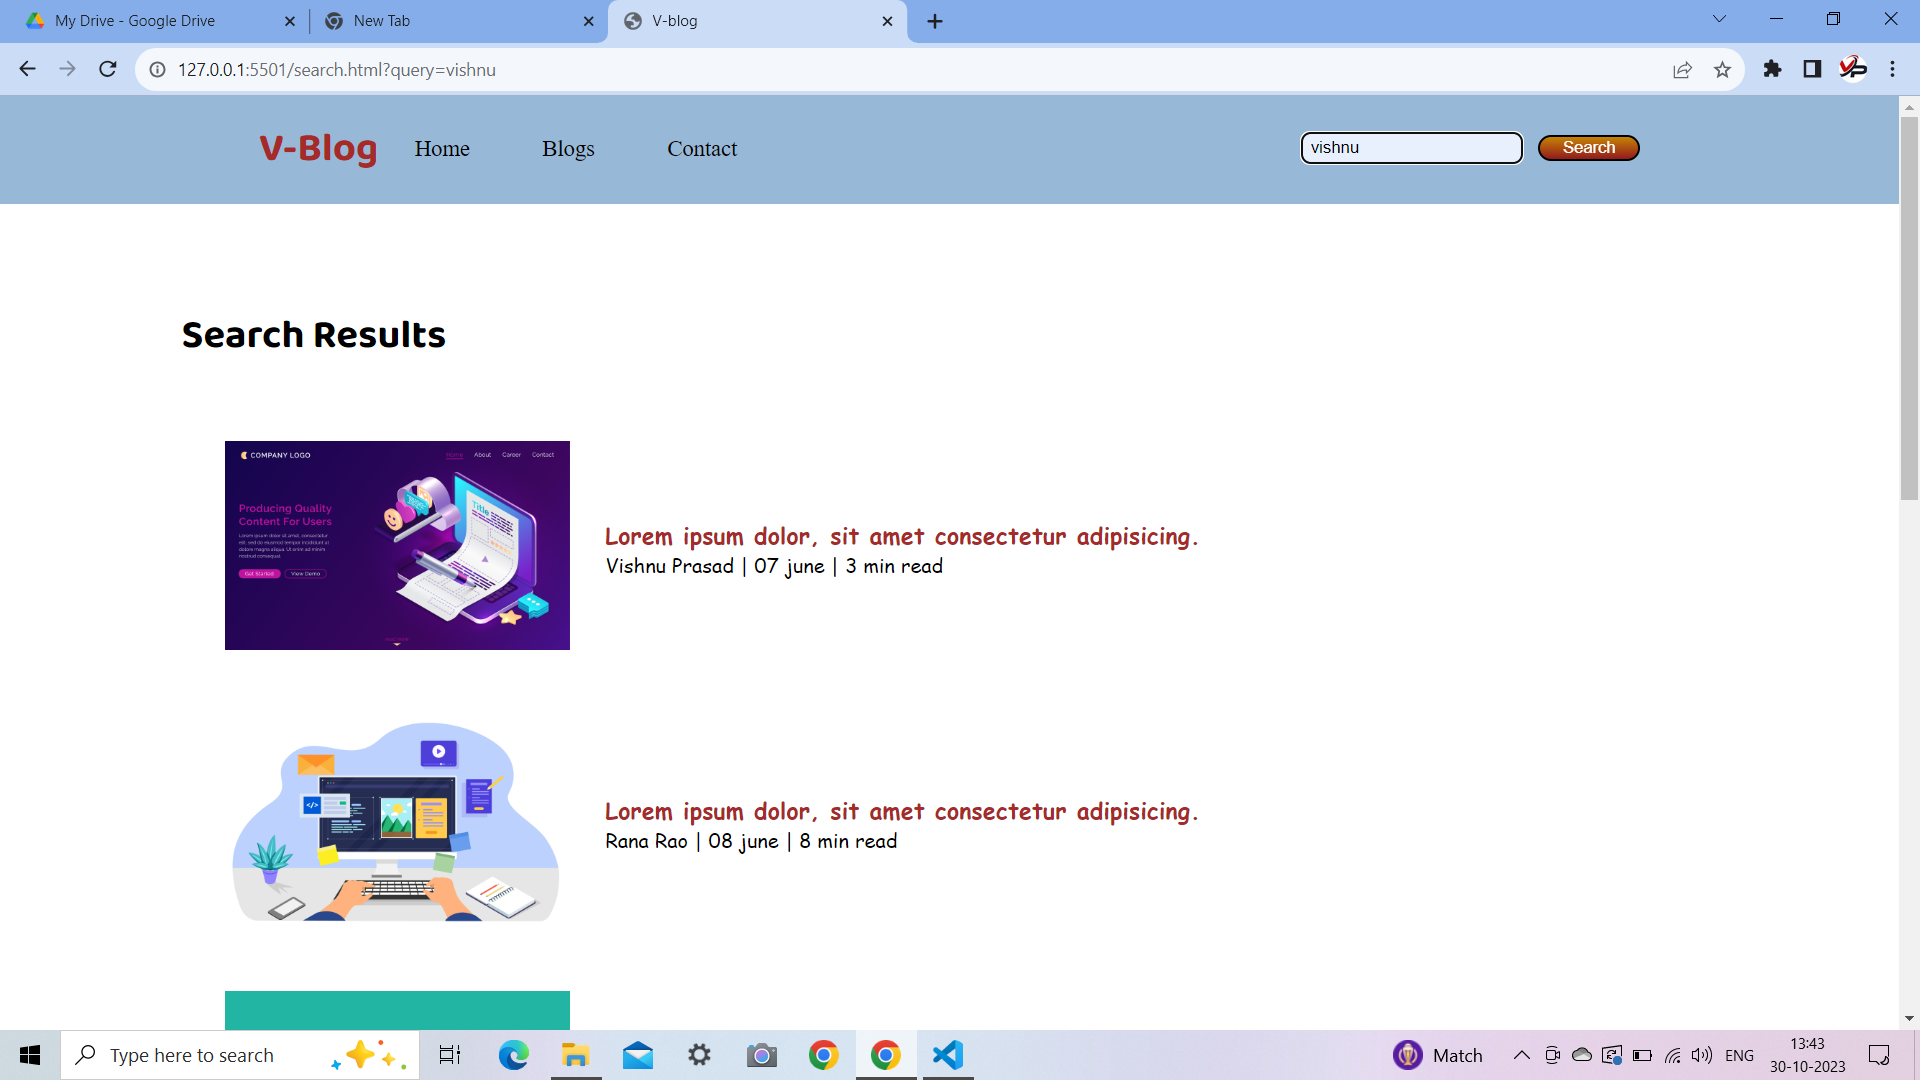 My Drive - Google Drive
New Tab
V-blog
127.0.0.1:5501/search.html?query=vishnu
V-Blog
Home
Blogs
Contact
vishnu
Search
Search Results
COMPANY LOGO
Home
About
Career
Contact
Producing Quality
Content For Users
Title
Get Started
View Demo
Lorem ipsum dolor, sit amet consectetur adipisicing.
Vishnu Prasad | 07 june | 3 min read
Lorem ipsum dolor, sit amet consectetur adipisicing.
Rana Rao | 08 june | 8 min read
Type here to search
Match
ENG
13:43
30-10-2023